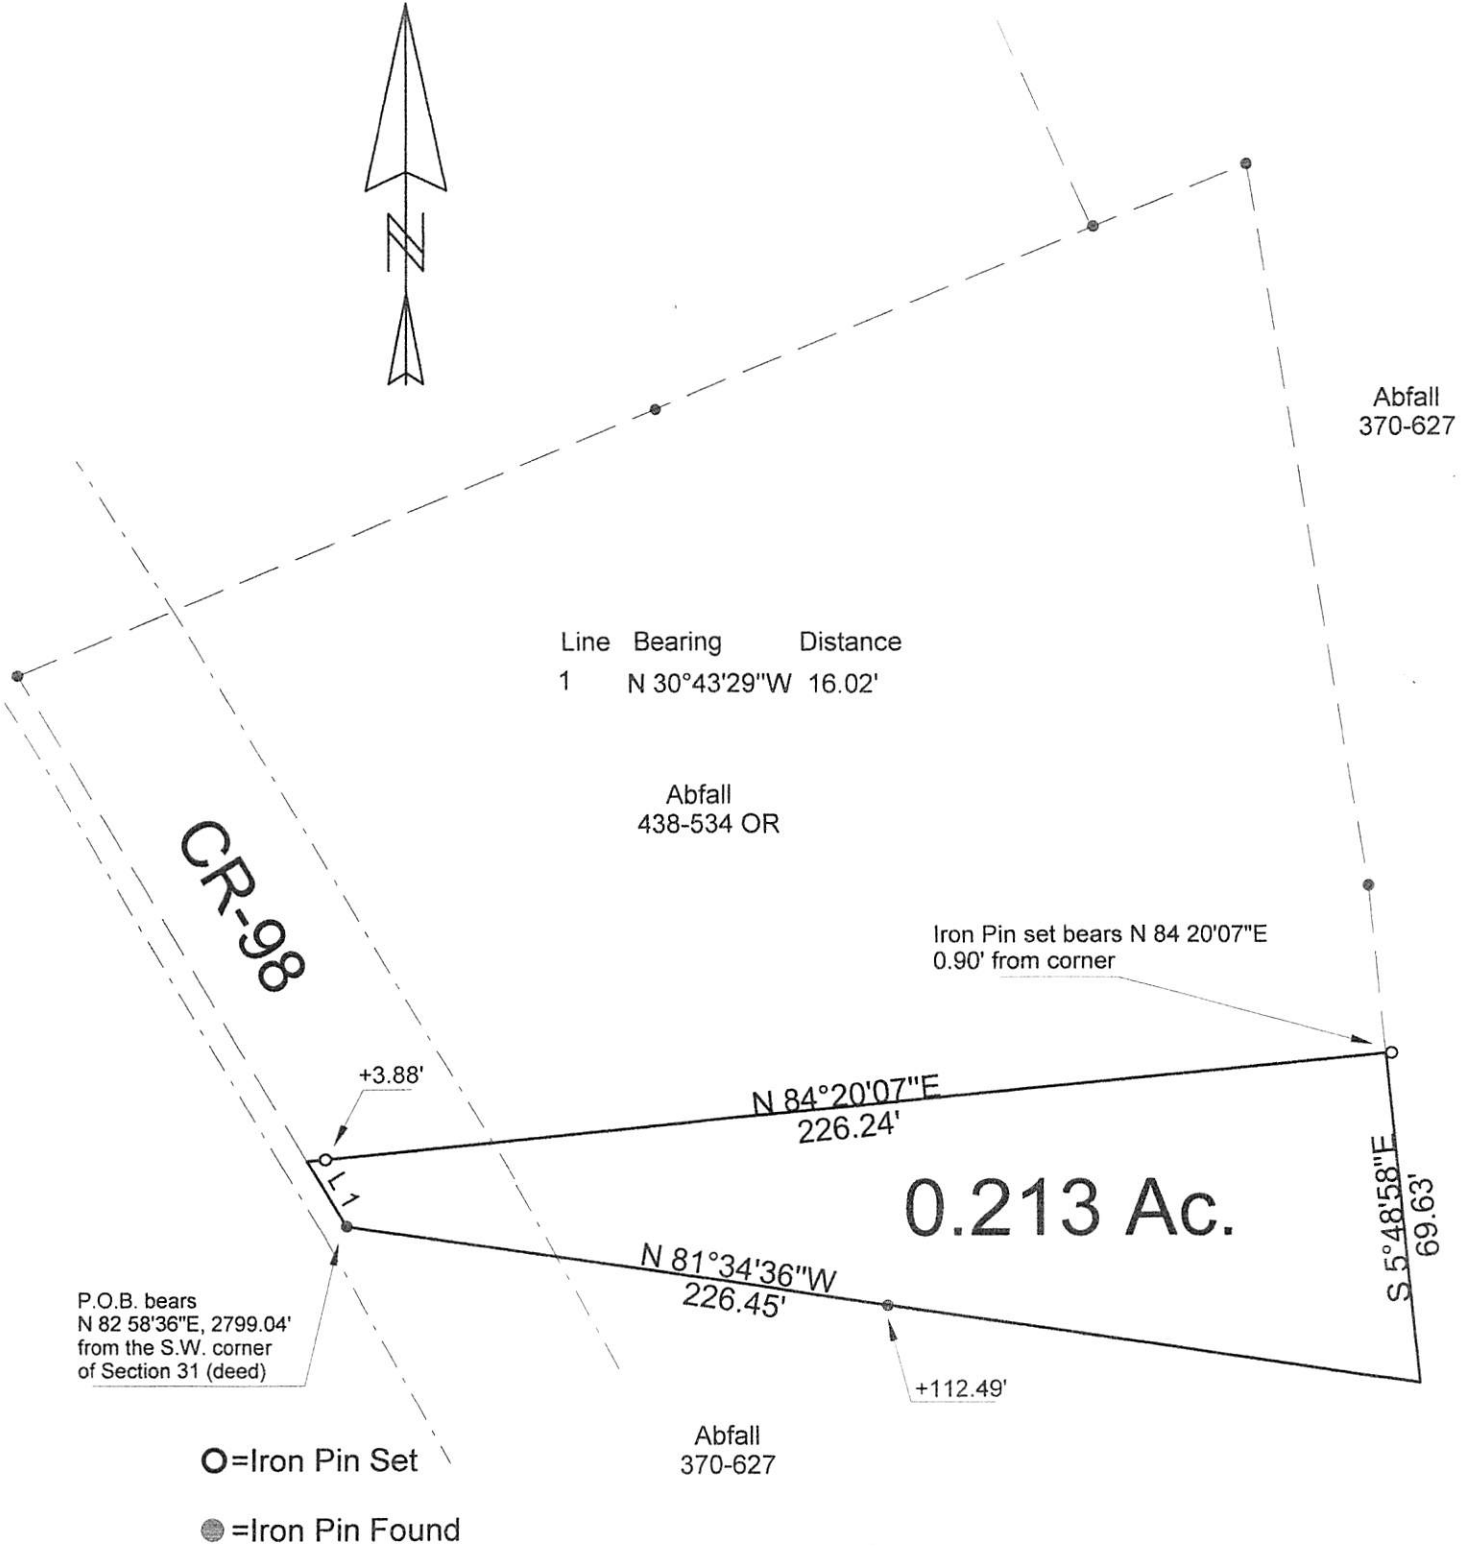 N
Abfall
370-627
Line Bearing Distance
1 N 30°43'29"W 16.02'
Abfall
438-534 OR
CR-98
Iron Pin set bears N 84 20'07"E
0.90' from corner
+3.88'
N 84°20'07"E
226.24'
L 1
0.213 Ac.
S 5°48'58"E
69.63'
N 81°34'36"W
226.45'
P.O.B. bears
N 82 58'36"E, 2799.04'
from the S.W. corner
of Section 31 (deed)
+112.49'
Abfall
370-627
=Iron Pin Set
=Iron Pin Found